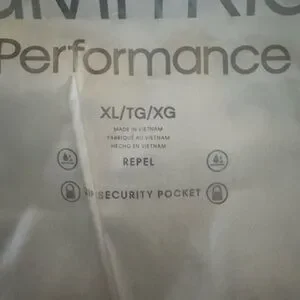 Performance
XL/TG/XG
MADE IN VIETNAM
FABRIQUÉ AU VIETNAM
HECHO EN VIETNAM
REPEL
SECURITY POCKET